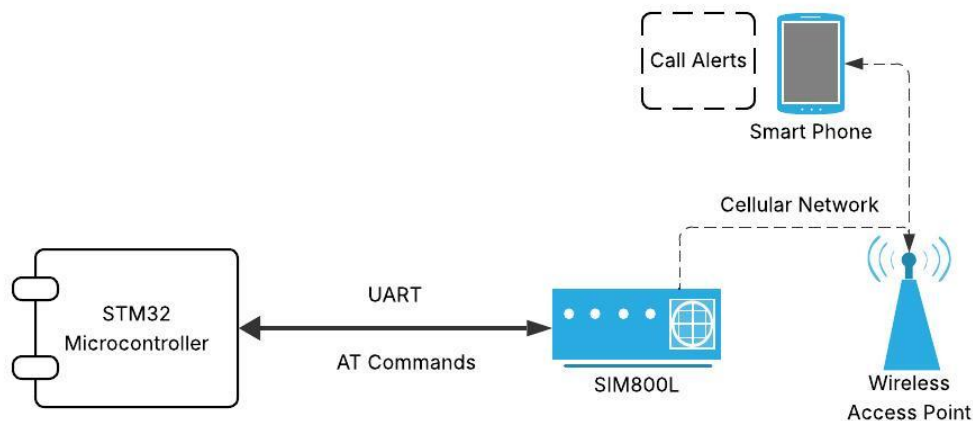 Call Alerts
Smart Phone
Cellular Network
UART
STM32
Microcontroller
AT Commands
SIM800L
Wireless
Access Point